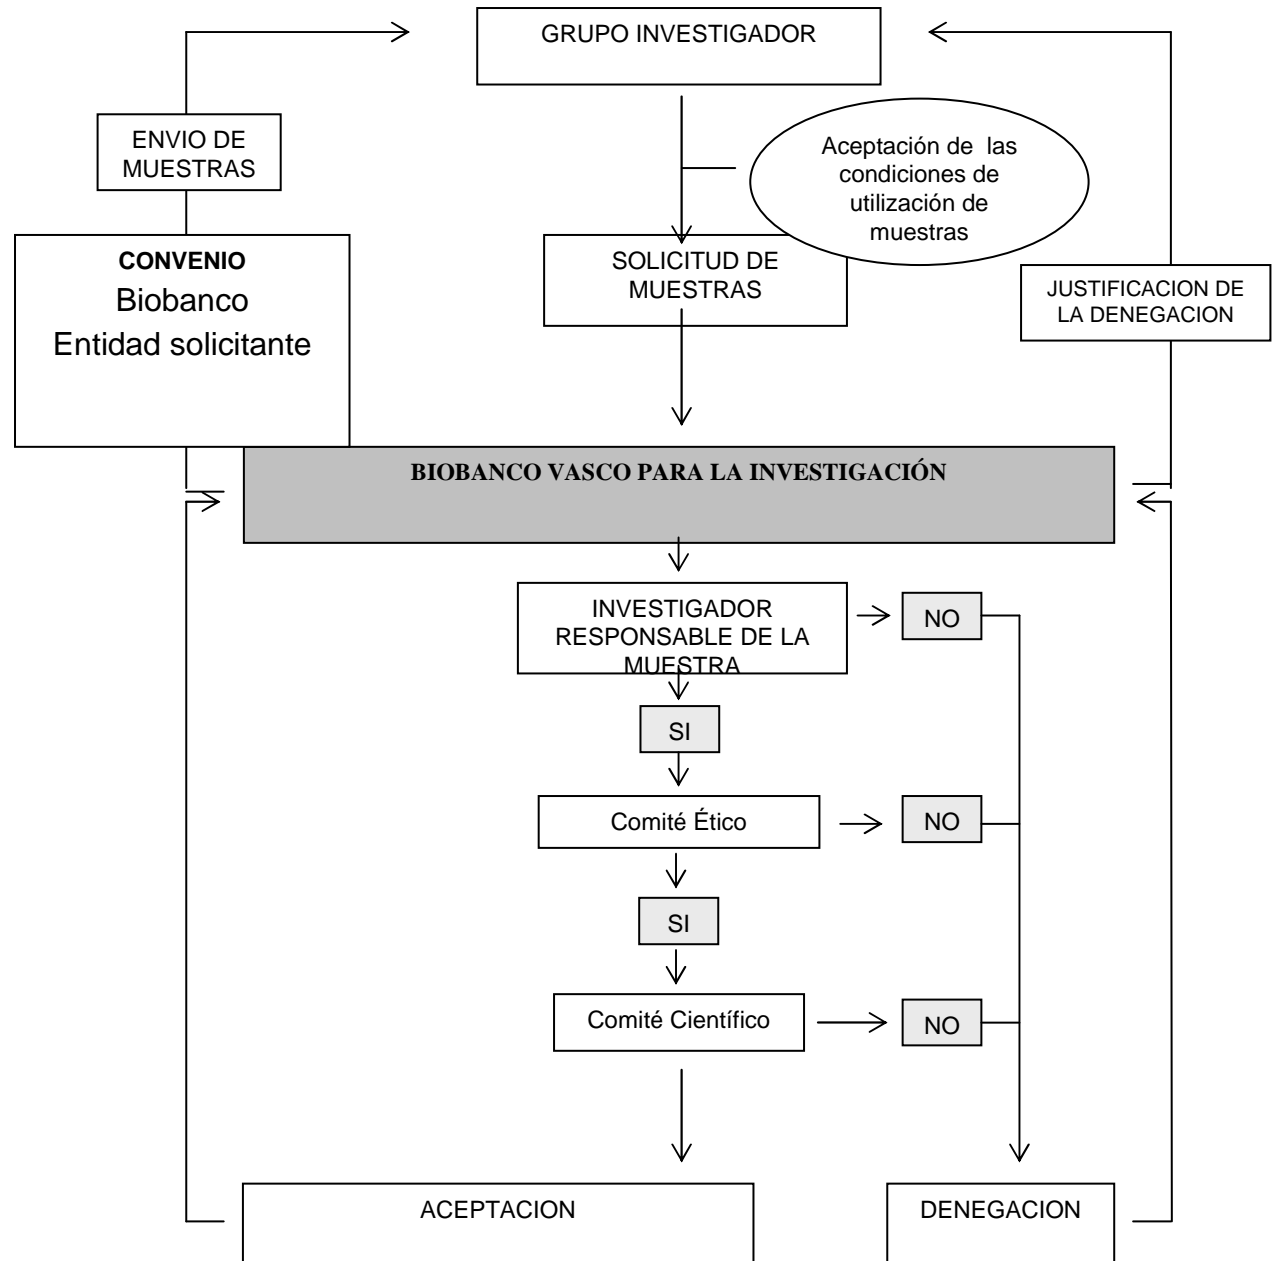 GRUPO INVESTIGADOR
ENVIO DE
MUESTRAS
Aceptación de las
condiciones de
utilización de
muestras
CONVENIO
Biobanco
Entidad solicitante
SOLICITUD DE
MUESTRAS
JUSTIFICACION DE
LA DENEGACION
BIOBANCO VASCO PARA LA INVESTIGACIÓN
INVESTIGADOR
RESPONSABLE DE LA
MUESTRA
NO
SI
Comité Ético
NO
SI
Comité Científico
NO
ACEPTACION
DENEGACION